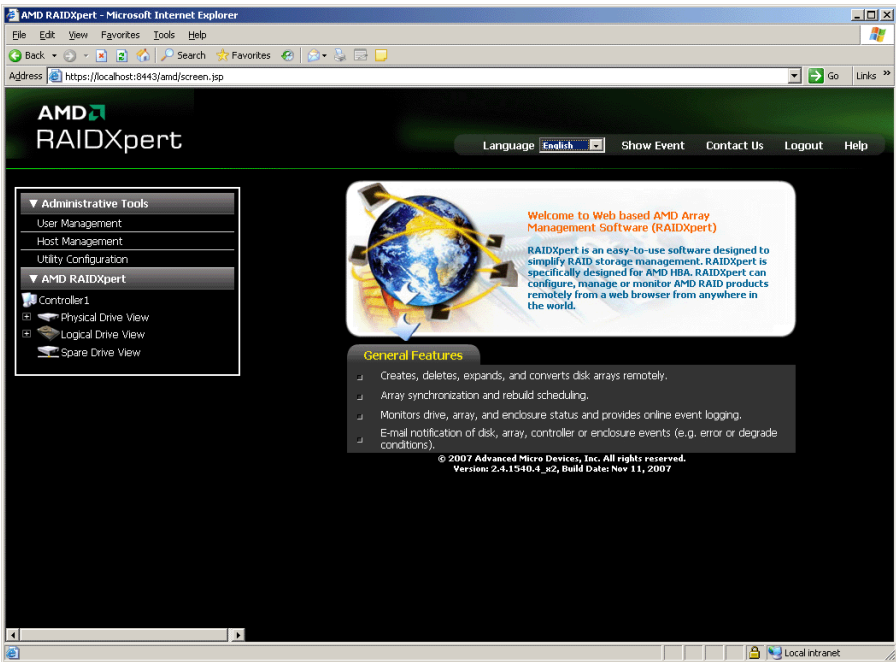 AMD RAIDXpert - Microsoft Internet Explorer
File Edit View Favorites Tools Help
Back Search Favorites
Address https://localhost:8443/amd/screen.jsp Go Links »
AMD
RAIDXpert
Language English Show Event Contact Us Logout Help
▼ Administrative Tools
User Management
Host Management
Utility Configuration
▼ AMD RAIDXpert
Controller1
Physical Drive View
Logical Drive View
Spare Drive View
Welcome to Web based AMD Array
Management Software (RAIDXpert)
RAIDXpert is an easy-to-use software designed to
simplify RAID storage management. RAIDXpert is
specifically designed for AMD HBA. RAIDXpert can
configure, manage or monitor AMD RAID products
remotely from a web browser from anywhere in
the world.
General Features
Creates, deletes, expands, and converts disk arrays remotely.
Array synchronization and rebuild scheduling.
Monitors drive, array, and enclosure status and provides online event logging.
E-mail notification of disk, array, controller or enclosure events (e.g. error or degrade
conditions).
© 2007 Advanced Micro Devices, Inc. All rights reserved.
Version: 2.4.1540.4_x2, Build Date: Nov 11, 2007
Local intranet